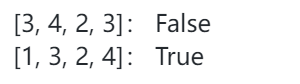 [3, 4, 2, 3]:   False
[1, 3, 2, 4]:   True